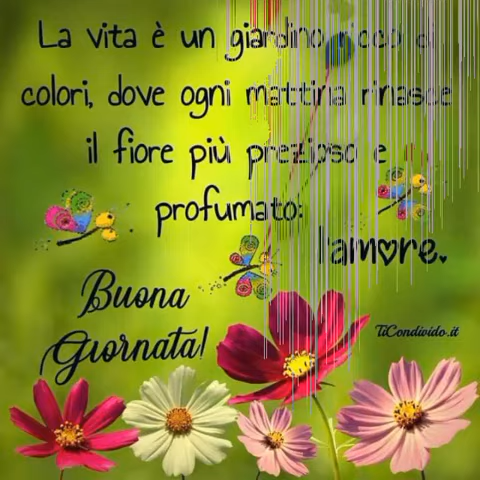 La vita è un giardino ricco di
colori, dove ogni mattina rinasce
il fiore più prezioso e
profumato:
l'amore.
Buona
Giornata!
TiCondivido.it